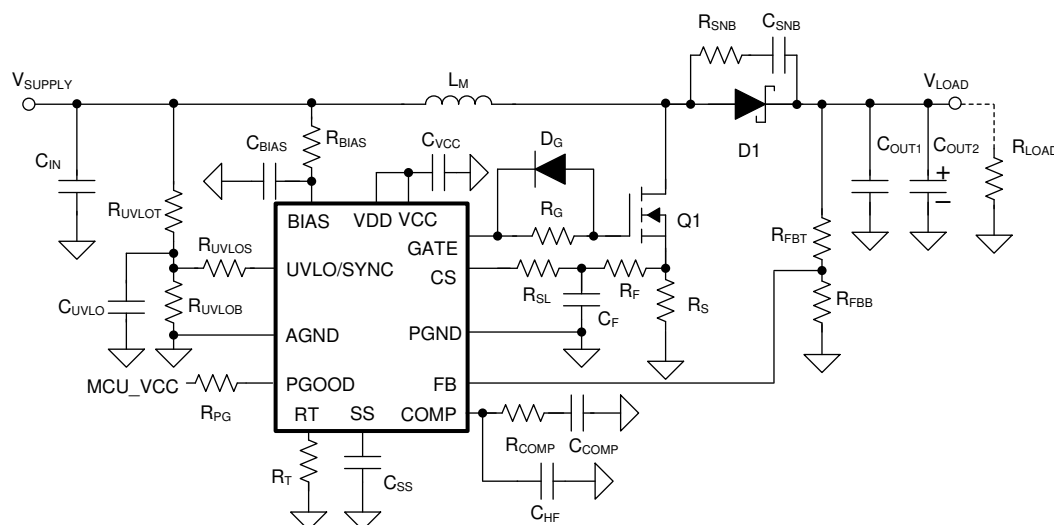 RSNB
CSNB
VSUPPLY
LM
VLOAD
D1
CIN
CBIAS
RBIAS
CVCC
DG
COUT1
COUT2
+
–
RLOAD
RUVLOT
BIAS
VDD
VCC
GATE
RG
Q1
RUVLOS
UVLO/SYNC
CS
RSL
RF
RFBT
CUVLO
RUVLOB
CF
RS
RFBB
AGND
PGND
MCU_VCC
RPG
PGOOD
FB
RT
SS
COMP
RCOMP
CCOMP
RT
CSS
CHF